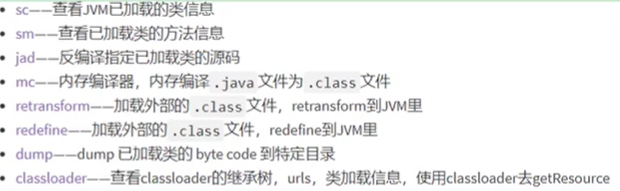 sc——查看JVM已加载的类信息
sm——查看已加载类的方法信息
jad——反编译指定已加载类的源码
mc——内存编译器，内存编译 .java 文件为 .class 文件
retransform——加载外部的 .class 文件，retransform到JVM里
redefine——加载外部的 .class 文件，redefine到JVM里
dump——dump 已加载类的 byte code 到特定目录
classloader——查看classloader的继承树，urls，类加载信息，使用classloader去getResource